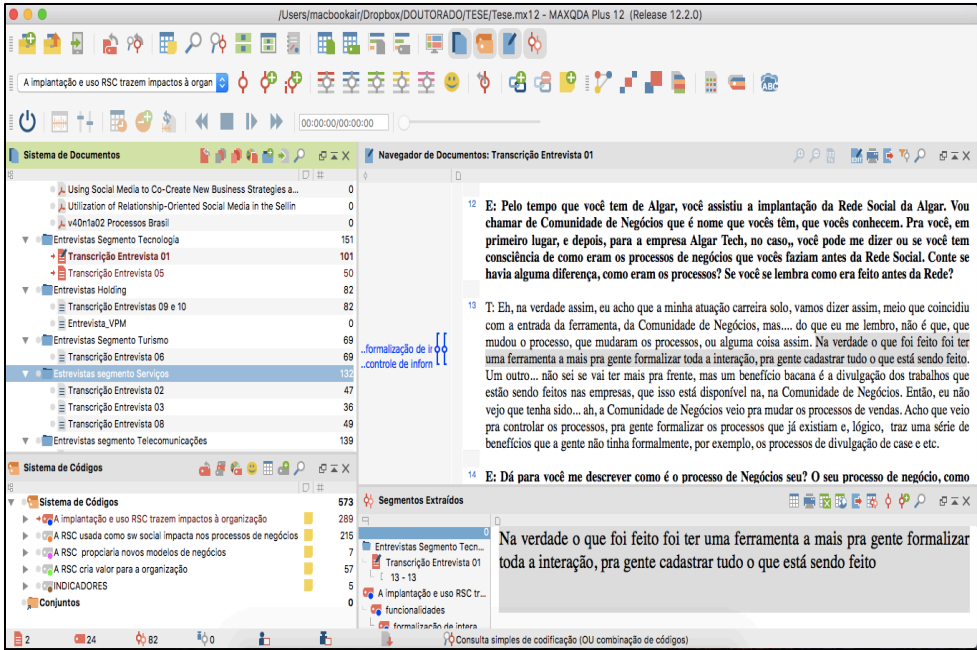 /Users/macbookair/Dropbox/DOUTORADO/TESE/Tese.mx12 - MAXQDA Plus 12 (Release 12.2.0)
A implantação e uso RSC trazem impactos à organ
ABC
00:00:00/00:00:00
Sistema de Documentos
#
Using Social Media to Co-Create New Business Strategies a... 0
Utilization of Relationship-Oriented Social Media in the Sellin 0
v40n1a02 Processos Brasil 0
Entrevistas Segmento Tecnologia 151
Transcrição Entrevista 01 101
Transcrição Entrevista 05 50
Entrevistas Holding 82
Transcrição Entrevistas 09 e 10 82
Entrevista_VPM 0
Entrevistas Segmento Turismo 69
Transcrição Entrevista 06 69
Estrevistas segmento Serviços 132
Transcrição Entrevista 02 47
Transcrição Entrevista 03 36
Transcrição Entrevista 08 49
Entrevistas segmento Telecomunicações 139
Sistema de Códigos
#
Sistema de Códigos 573
A implantação e uso RSC trazem impactos à organização 289
A RSC usada como sw social impacta nos processos de negócios 215
A RSC propciaria novos modelos de negócios 7
A RSC cria valor para a organização 57
INDICADORES 5
Conjuntos 0
Navegador de Documentos: Transcrição Entrevista 01
12 E: Pelo tempo que você tem de Algar, você assistiu a implantação da Rede Social da Algar. Vou
chamar de Comunidade de Negócios que é nome que vocês têm, que vocês conhecem. Pra você, em
primeiro lugar, e depois, para a empresa Algar Tech, no caso,, você pode me dizer ou se você tem
consciência de como eram os processos de negócios que vocês faziam antes da Rede Social. Conte se
havia alguma diferença, como eram os processos? Se você se lembra como era feito antes da Rede?
13 T: Eh, na verdade assim, eu acho que a minha atuação carreira solo, vamos dizer assim, meio que coincidiu
com a entrada da ferramenta, da Comunidade de Negócios, mas.... do que eu me lembro, não é que, que
mudou o processo, que mudaram os processos, ou alguma coisa assim. Na verdade o que foi feito foi ter
uma ferramenta a mais pra gente formalizar toda a interação, pra gente cadastrar tudo o que está sendo feito.
Um outro... não sei se vai ter mais pra frente, mas um benefício bacana é a divulgação dos trabalhos que
estão sendo feitos nas empresas, que isso está disponível na, na Comunidade de Negócios. Então, eu não
vejo que tenha sido... ah, a Comunidade de Negócios veio pra mudar os processos de vendas. Acho que veio
pra controlar os processos, pra gente formalizar os processos que já existiam e, lógico, traz uma série de
benefícios que a gente não tinha formalmente, por exemplo, os processos de divulgação de case e etc.
14 E: Dá para você me descrever como é o processo de Negócios seu? O seu processo de negócio, como
..formalização de ir
..controle de inform
Segmentos Extraídos
0
Entrevistas Segmento Tecn...
Transcrição Entrevista 01
13 - 13
A implantação e uso RSC tr...
funcionalidades
formalização de intera
Na verdade o que foi feito foi ter uma ferramenta a mais pra gente formalizar
toda a interação, pra gente cadastrar tudo o que está sendo feito
2 24 82 0 Consulta simples de codificação (OU combinação de códigos)